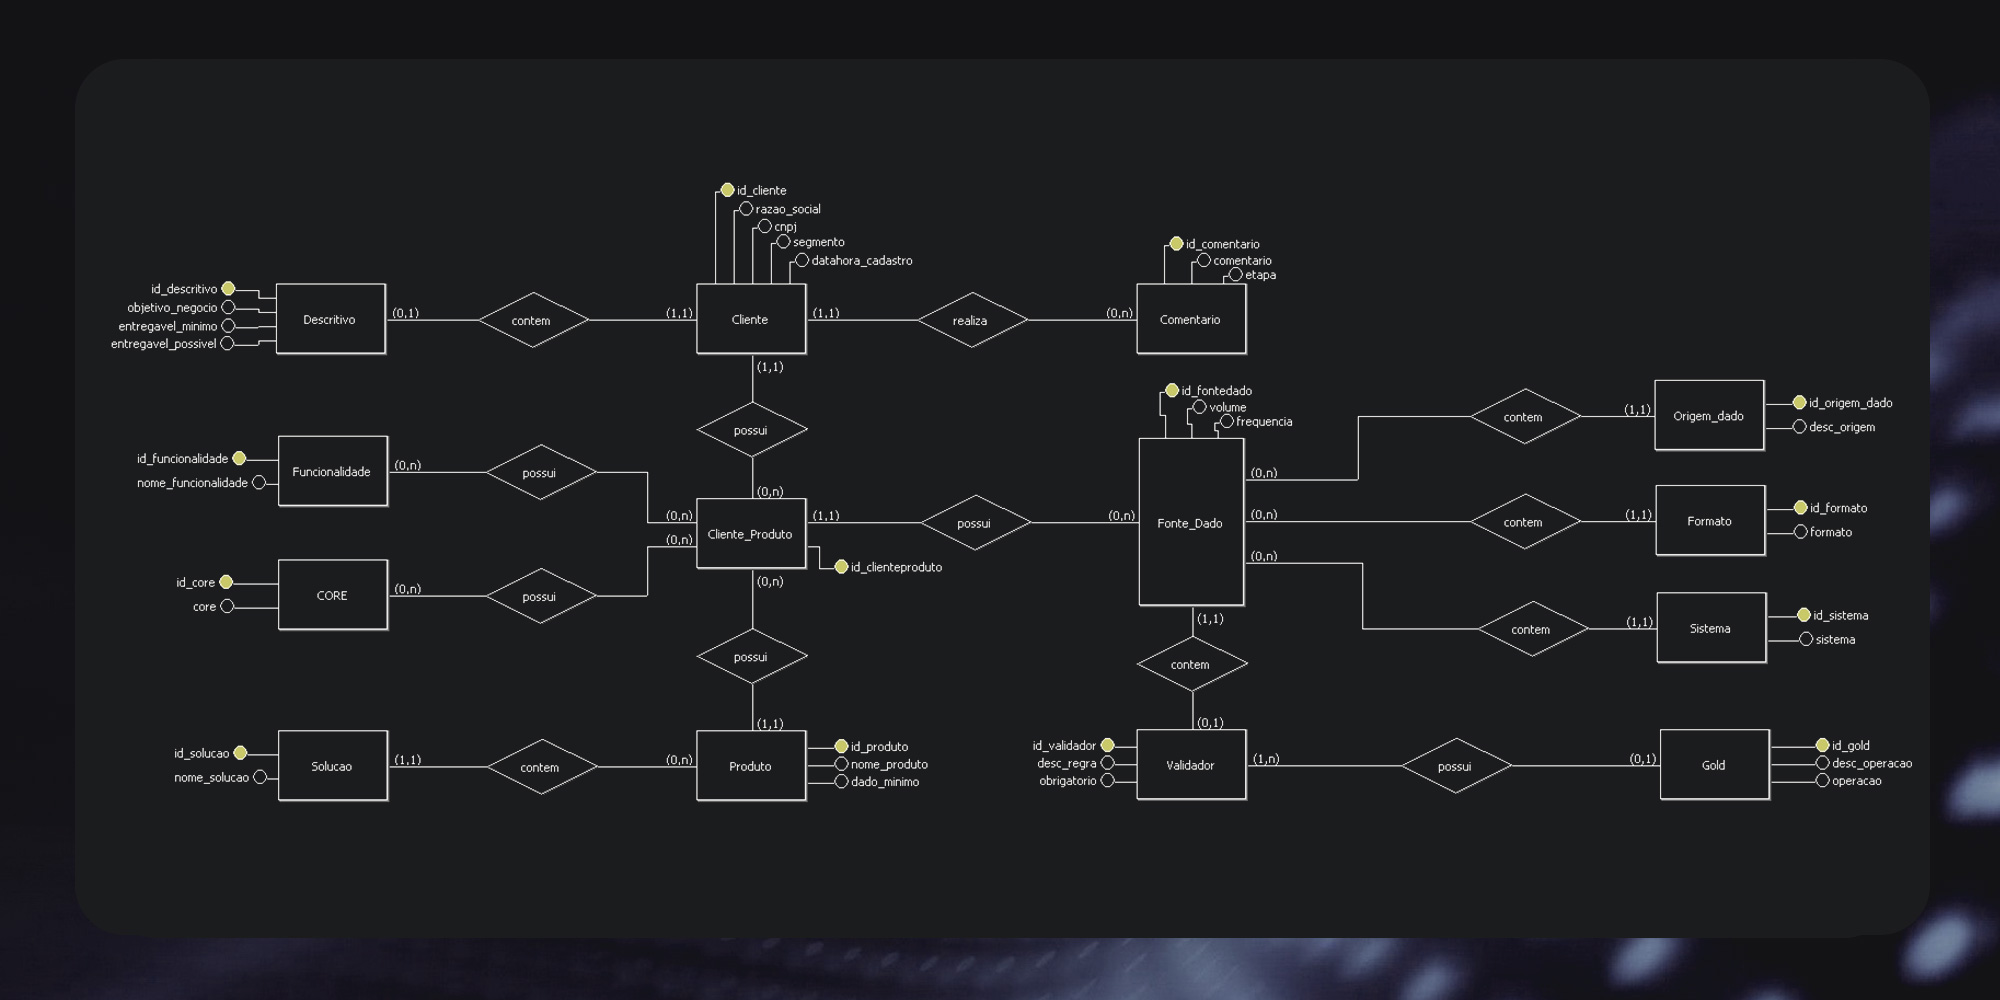 id_cliente
razao_social
cnpj
segmento
datahora_cadastro
id_comentario
comentario
etapa
id_descritivo
objetivo_negocio
entregavel_minimo
entregavel_possivel
Descritivo
(0,1)
contem
(1,1)
Cliente
(1,1)
realiza
(0,n)
Comentario
(1,1)
possui
(0,n)
id_fontedado
volume
frequencia
id_funcionalidade
nome_funcionalidade
Funcionalidade
(0,n)
possui
(0,n)
(0,n)
Cliente_Produto
(1,1)
id_clienteproduto
possui
(0,n)
Fonte_Dado
(0,n)
contem
(1,1)
Origem_dado
id_origem_dado
desc_origem
(0,n)
contem
(1,1)
Formato
id_formato
formato
(0,n)
contem
(1,1)
Sistema
id_sistema
sistema
id_core
core
CORE
(0,n)
possui
(0,n)
possui
(1,1)
(1,1)
contem
(0,1)
id_solucao
nome_solucao
Solucao
(1,1)
contem
(0,n)
Produto
id_produto
nome_produto
dado_minimo
id_validador
desc_regra
obrigatorio
Validador
(1,n)
possui
(0,1)
Gold
id_gold
desc_operacao
operacao